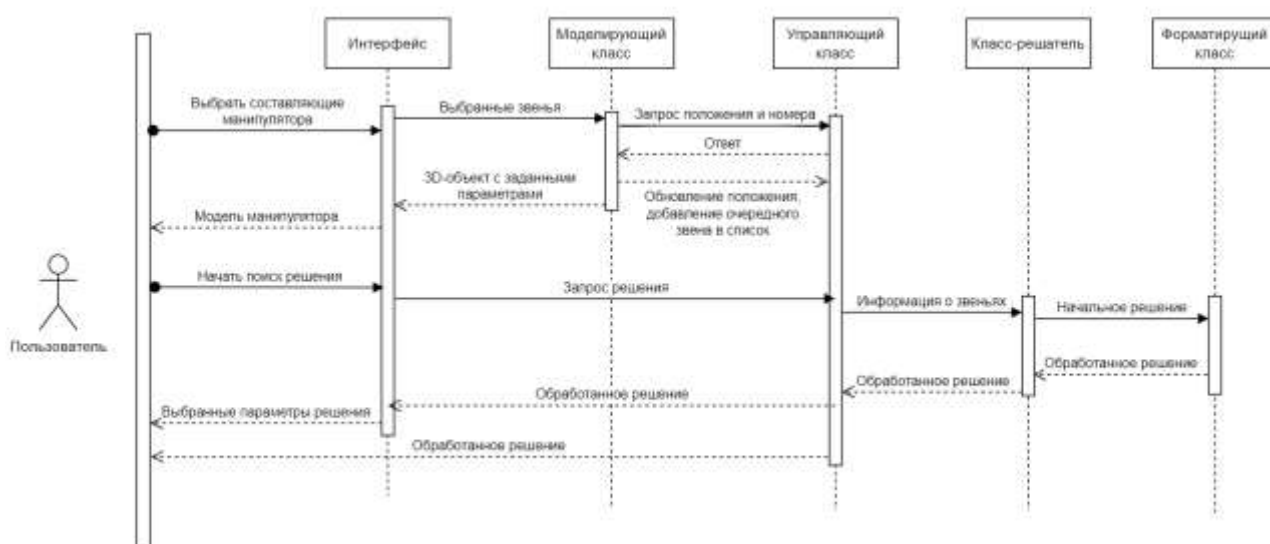 Интерфейс
Моделирующий
класс
Управляющий
класс
Класс-решатель
Форматирущий
класс
Выбрать составляющие
манипулятора
Выбранные звенья
Запрос положения и номера
Ответ
3D-объект с заданными
параметрами
Обновление положения,
добавление очередного
звена в список
Модель манипулятора
Начать поиск решения
Запрос решения
Информация о звеньях
Начальное решение
Пользователь
Обработанное решение
Обработанное решение
Обработанное решение
Выбранные параметры решения
Обработанное решение